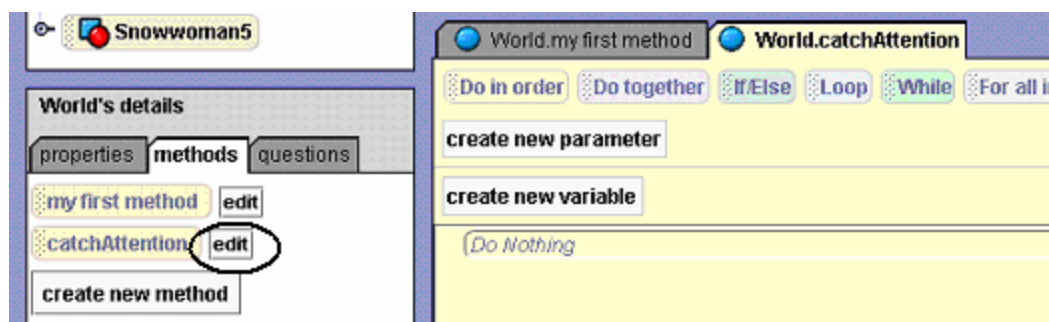 Snowwoman5
World's details
properties methods questions
my first method edit
catchAttention edit
create new method
World.my first method World.catchAttention
Do in order Do together If/Else Loop While For all i
create new parameter
create new variable
Do Nothing